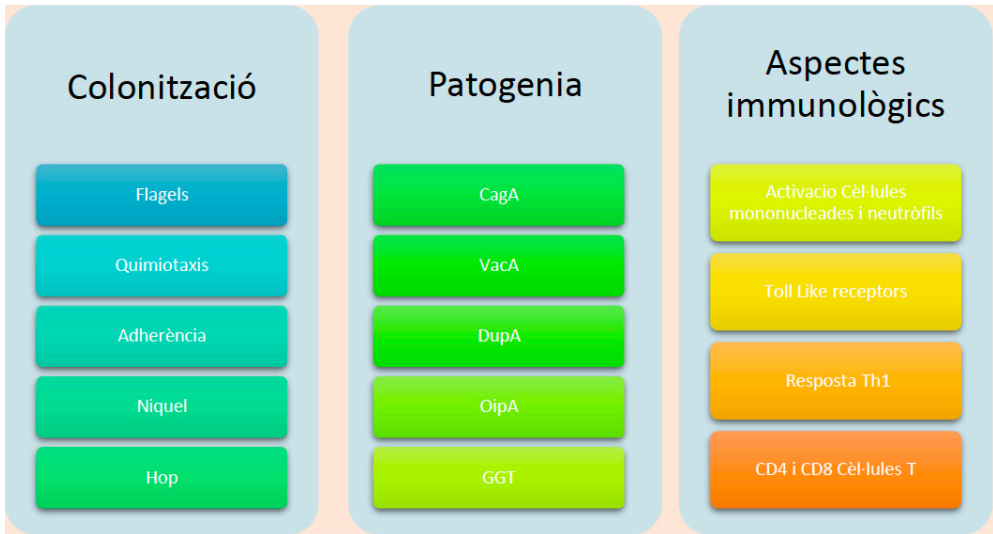 Colonització
Flagels
Quimiotaxis
Adherència
Niquel
Hop
Patogenia
CagA
VacA
DupA
OipA
GGT
Aspectes
immunològics
Activacio Cèl·lules
mononucleades i neutròfils
Toll Like receptors
Resposta Th1
CD4 i CD8 Cèl·lules T